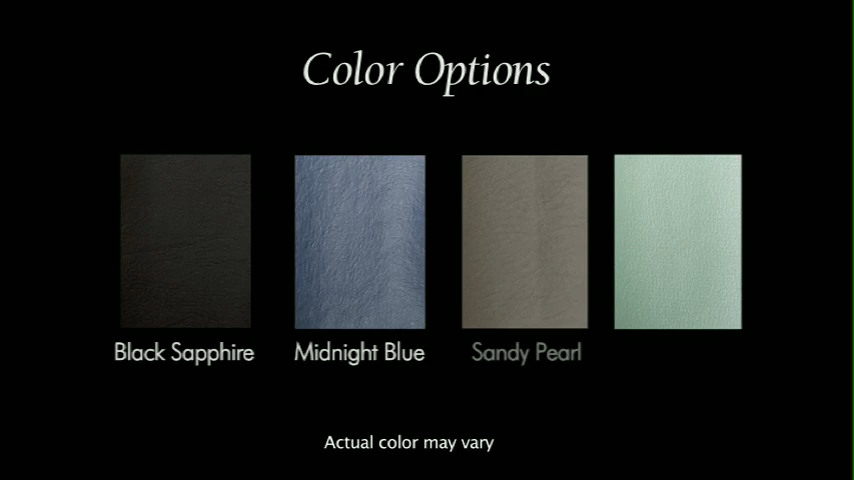 Color Options
Black Sapphire
Midnight Blue
Sandy Pearl
Actual color may vary